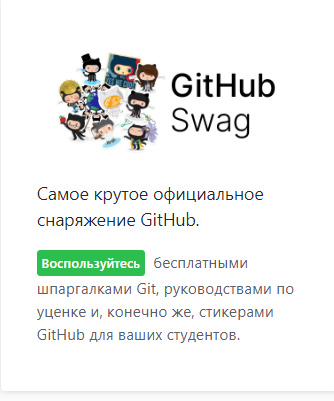 GitHub
Swag
Самое крутое официальное
снаряжение GitHub.
Воспользуйтесь бесплатными
шпаргалками Git, руководствами по
уценке и, конечно же, стикерами
GitHub для ваших студентов.